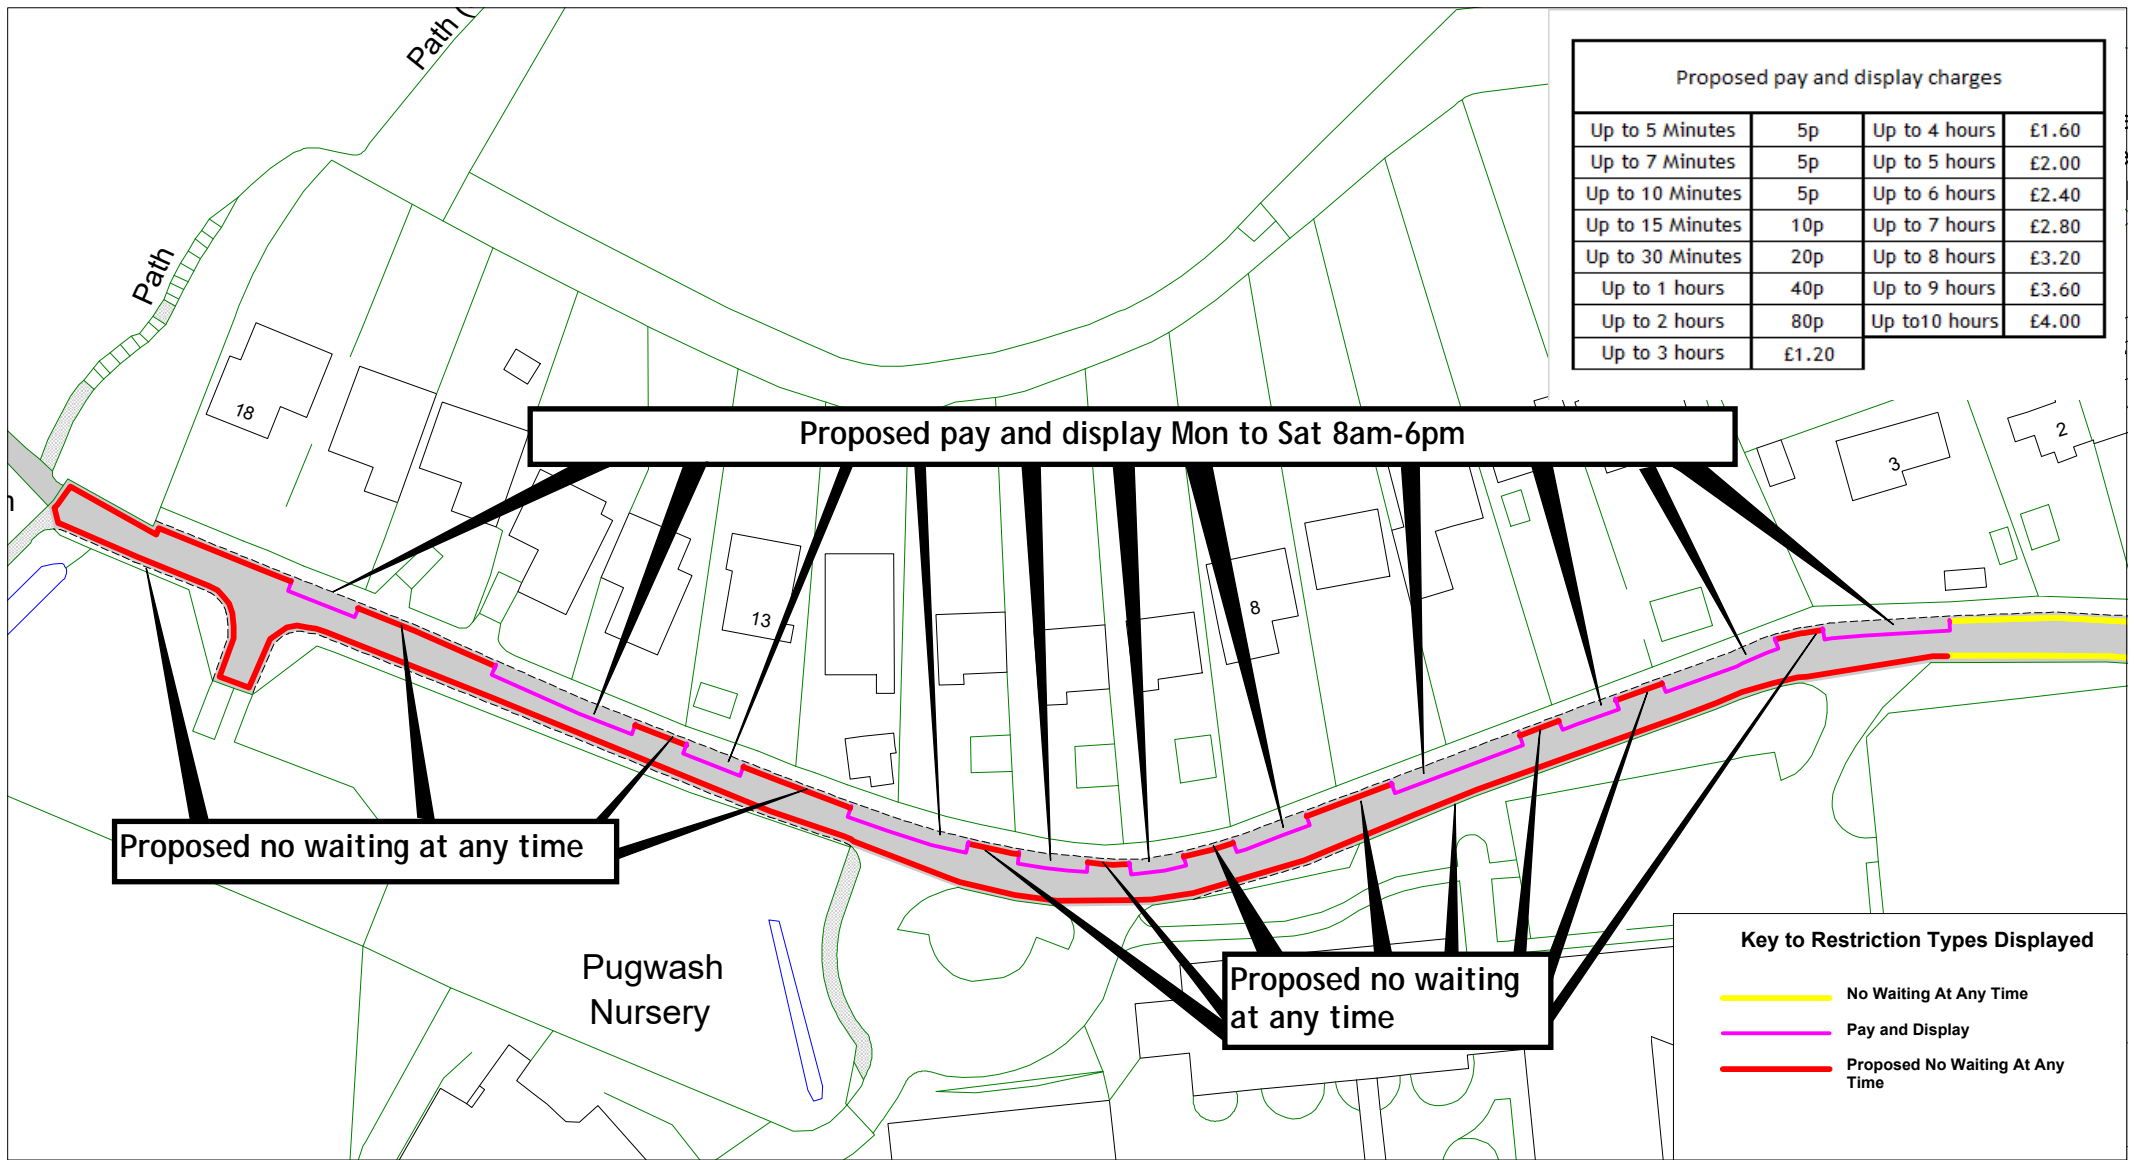 Path (
Proposed pay and display charges
Up to 5 Minutes 5p Up to 4 hours £1.60
Up to 7 Minutes 5p Up to 5 hours £2.00
Up to 10 Minutes 5p Up to 6 hours £2.40
Up to 15 Minutes 10p Up to 7 hours £2.80
Up to 30 Minutes 20p Up to 8 hours £3.20
Up to 1 hours 40p Up to 9 hours £3.60
Up to 2 hours 80p Up to10 hours £4.00
Up to 3 hours £1.20
Path
18
Proposed pay and display Mon to Sat 8am-6pm
2
3
13
8
Proposed no waiting at any time
Pugwash
Nursery
Proposed no waiting
at any time
Key to Restriction Types Displayed
No Waiting At Any Time
Pay and Display
Proposed No Waiting At Any
Time